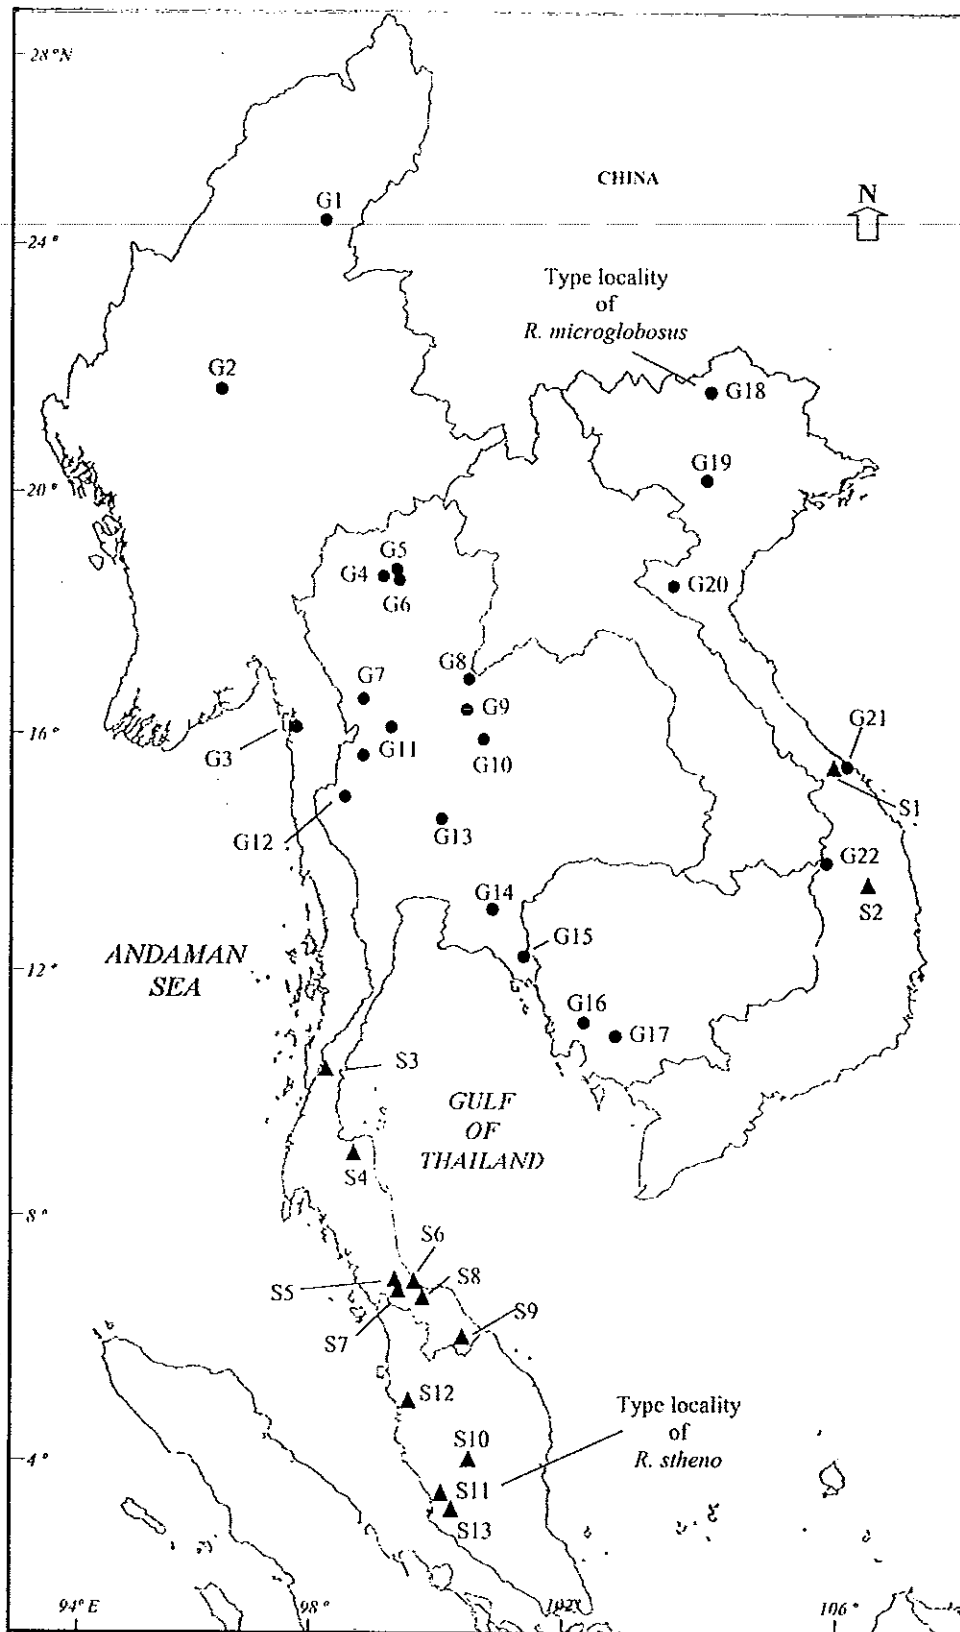 28°N
CHINA
N
G1
24°
Type locality
of
R. microglobosus
G2
G18
G19
20°
G5
G4
G6
G20
G8
G7
G9
G21
16°
G3
G11
G10
S1
G12
G13
G22
S2
G14
G15
ANDAMAN
SEA
12°
G16
G17
S3
GULF
OF
THAILAND
S4
8°
S6
S5
S8
S9
S7
S12
Type locality
of
R. stheno
S10
4°
S11
S13
94°E
98°
102°
106°